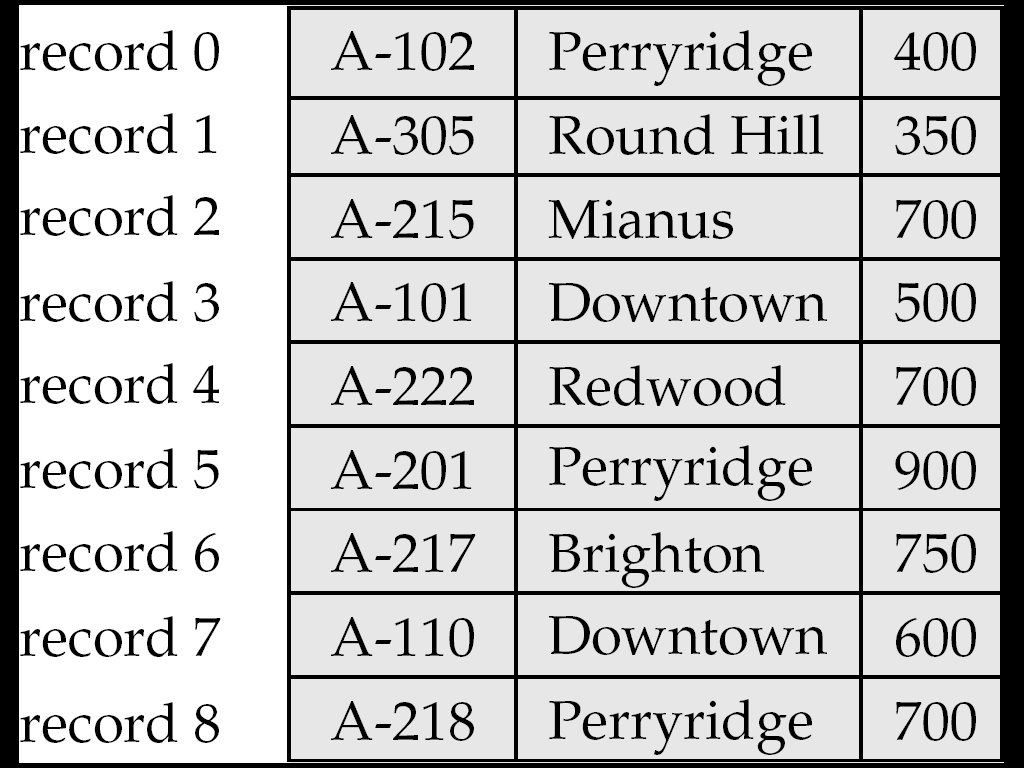 record 0 A-102 Perryridge 400
record 1 A-305 Round Hill 350
record 2 A-215 Mianus 700
record 3 A-101 Downtown 500
record 4 A-222 Redwood 700
record 5 A-201 Perryridge 900
record 6 A-217 Brighton 750
record 7 A-110 Downtown 600
record 8 A-218 Perryridge 700